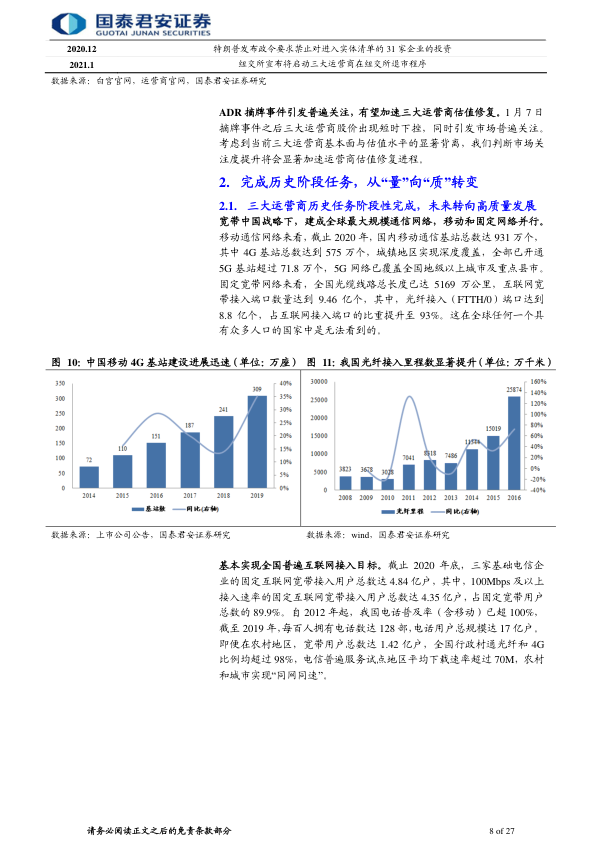 国泰君安证券
GUOTAI JUNAN SECURITIES
2020.12 特朗普发布政令要求禁止对进入实体清单的 31 家企业的投资
2021.1 纽交所宣布将启动三大运营商在纽交所退市程序
数据来源：白宫官网，运营商官网，国泰君安证券研究
ADR 摘牌事件引发普遍关注，有望加速三大运营商估值修复。1 月 7 日
摘牌事件之后三大运营商股价出现短时下挫，同时引发市场普遍关注。
考虑到当前三大运营商基本面与估值水平的显著背离，我们判断市场关
注度提升将会显著加速运营商估值修复进程。
2. 完成历史阶段任务，从“量”向“质”转变
2.1. 三大运营商历史任务阶段性完成，未来转向高质量发展
宽带中国战略下，建成全球最大规模通信网络，移动和固定网络并行。
移动通信网络来看，截止 2020 年，国内移动通信基站总数达 931 万个，
其中 4G 基站总数达到 575 万个，城镇地区实现深度覆盖，全部已开通
5G 基站超过 71.8 万个，5G 网络已覆盖全国地级以上城市及重点县市。
固定宽带网络来看，全国光缆线路总长度已达 5169 万公里，互联网宽
带接入端口数量达到 9.46 亿个，其中，光纤接入（FTTH/0）端口达到
8.8 亿个，占互联网接入端口的比重提升至 93%。这在全球任何一个具
有众多人口的国家中是无法看到的。
图 10：中国移动 4G 基站建设进展迅速（单位：万座）
350
300
250
200
150
100
50
0
40%
35%
30%
25%
20%
15%
10%
5%
0%
72
110
151
187
241
309
2014 2015 2016 2017 2018 2019
基站数 同比(右轴)
数据来源：上市公司公告，国泰君安证券研究
图 11：我国光纤接入里程数显著提升（单位：万千米）
30000
25000
20000
15000
10000
5000
0
160%
140%
120%
100%
80%
60%
40%
20%
0%
-20%
-40%
3823
3678
3028
7041
8318
7486
11544
15019
25874
2008 2009 2010 2011 2012 2013 2014 2015 2016
光纤里程 同比(右轴)
数据来源：wind，国泰君安证券研究
基本实现全国普遍互联网接入目标。截止 2020 年底，三家基础电信企
业的固定互联网宽带接入用户总数达 4.84 亿户，其中，100Mbps 及以上
接入速率的固定互联网宽带接入用户总数达 4.35 亿户，占固定宽带用户
总数的 89.9%。自 2012 年起，我国电话普及率（含移动）已超 100%，
截至 2019 年，每百人拥有电话数达 128 部，电话用户总规模达 17 亿户。
即使在农村地区，宽带用户总数达 1.42 亿户，全国行政村通光纤和 4G
比例均超过 98%，电信普遍服务试点地区平均下载速率超过 70M，农村
和城市实现“同网同速”。
请务必阅读正文之后的免责条款部分
8 of 27